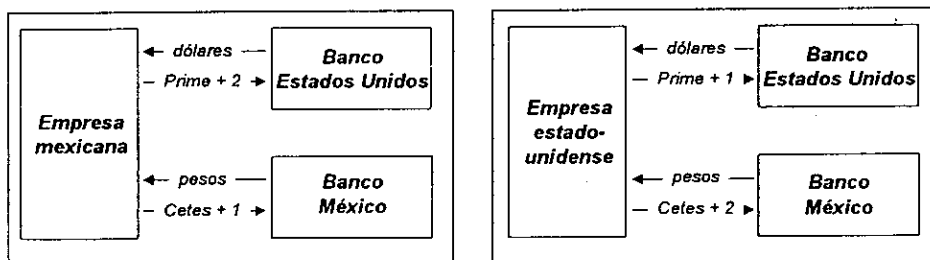 dólares
Prime + 2
Banco
Estados Unidos
Empresa
mexicana
pesos
Cetes + 1
Banco
México
dólares
Prime + 1
Banco
Estados Unidos
Empresa
estado-
unidense
pesos
Cetes + 2
Banco
México